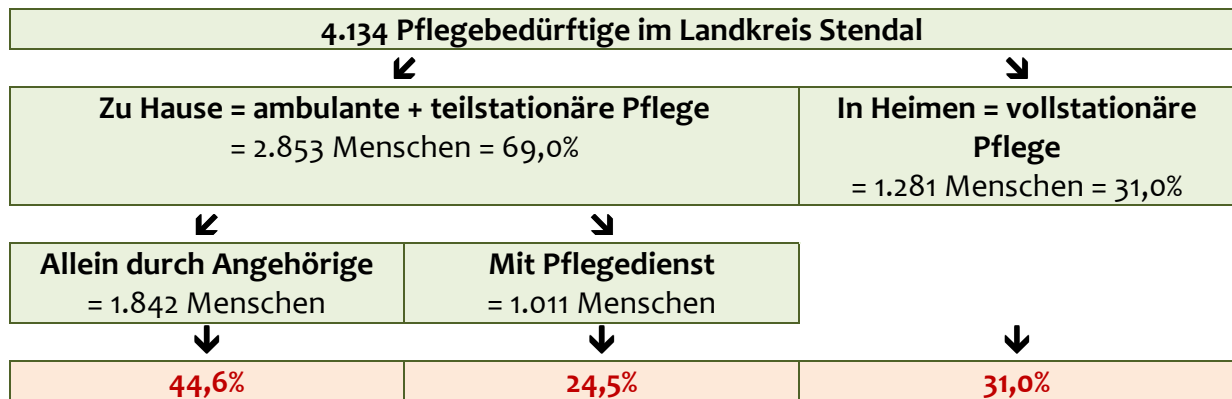 4.134 Pflegebedürftige im Landkreis Stendal
Zu Hause = ambulante + teilstationäre Pflege
= 2.853 Menschen = 69,0%
In Heimen = vollstationäre
Pflege
= 1.281 Menschen = 31,0%
Allein durch Angehörige
= 1.842 Menschen
Mit Pflegedienst
= 1.011 Menschen
44,6%
24,5%
31,0%